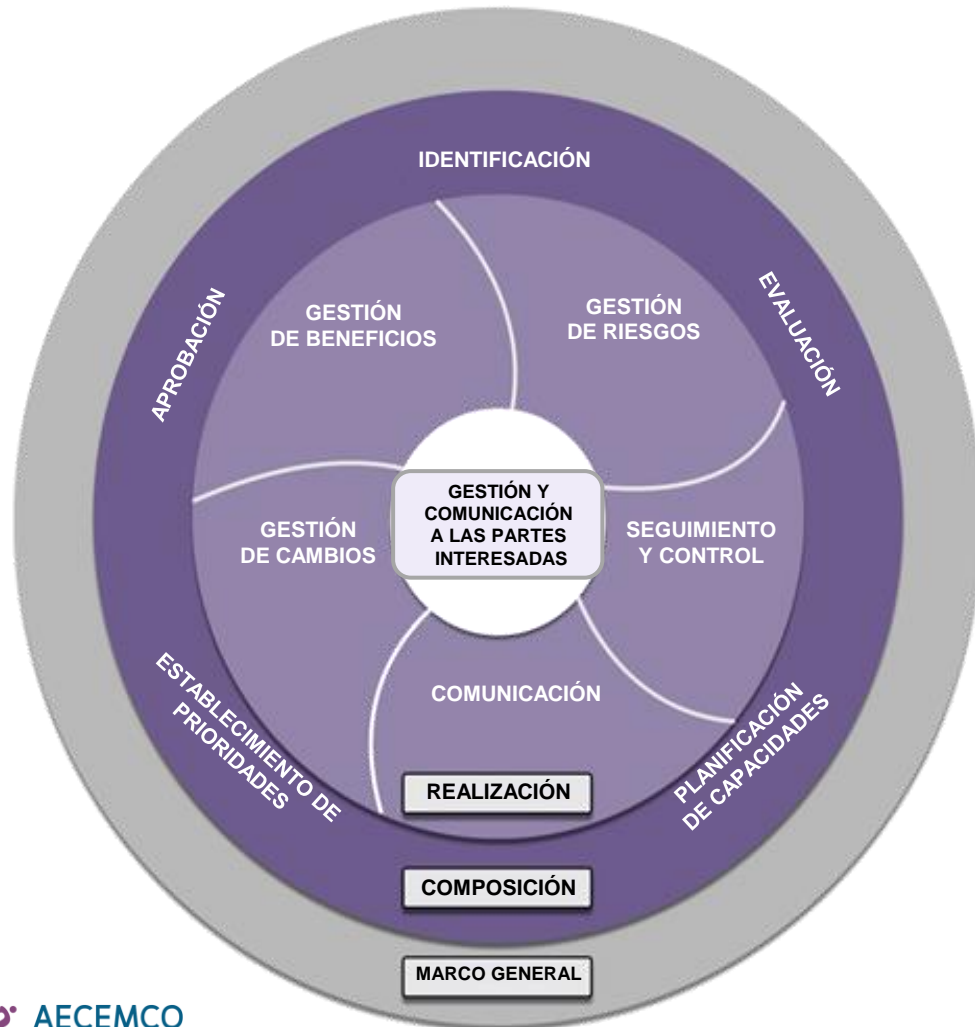 IDENTIFICACIÓN
APROBACIÓN
EVALUACIÓN
GESTIÓN
DE BENEFICIOS
GESTIÓN
DE RIESGOS
GESTIÓN Y
COMUNICACIÓN
A LAS PARTES
INTERESADAS
GESTIÓN
DE CAMBIOS
SEGUIMIENTO
Y CONTROL
COMUNICACIÓN
ESTABLECIMIENTO DE
PRIORIDADES
PLANIFICACIÓN
DE CAPACIDADES
REALIZACIÓN
COMPOSICIÓN
MARCO GENERAL
AECEMCO